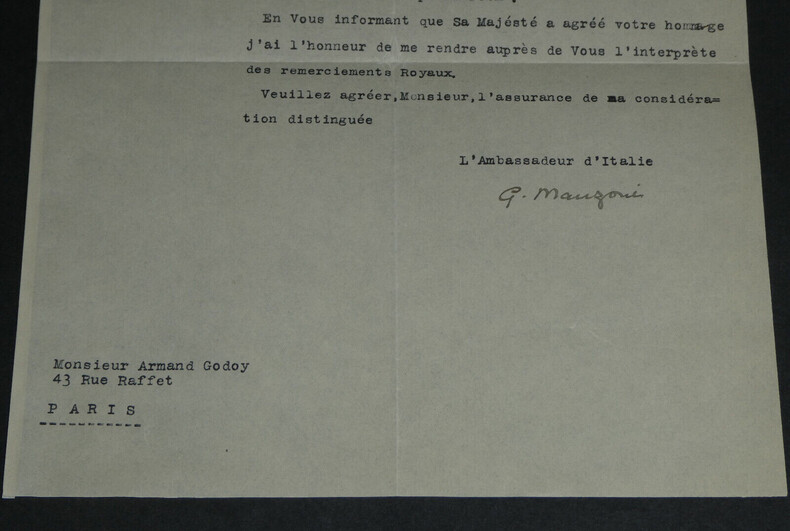 En Vous informant que Sa Majésté a agréé votre hommage
j'ai l'honneur de me rendre auprès de Vous l'interprète
des remerciements Royaux.
Veuillez agréer,Monsieur,l'assurance de ma considéra=
tion distinguée
L'Ambassadeur d'Italie
G. Manzoni
Monsieur Armand Godoy
43 Rue Raffet
P A R I S